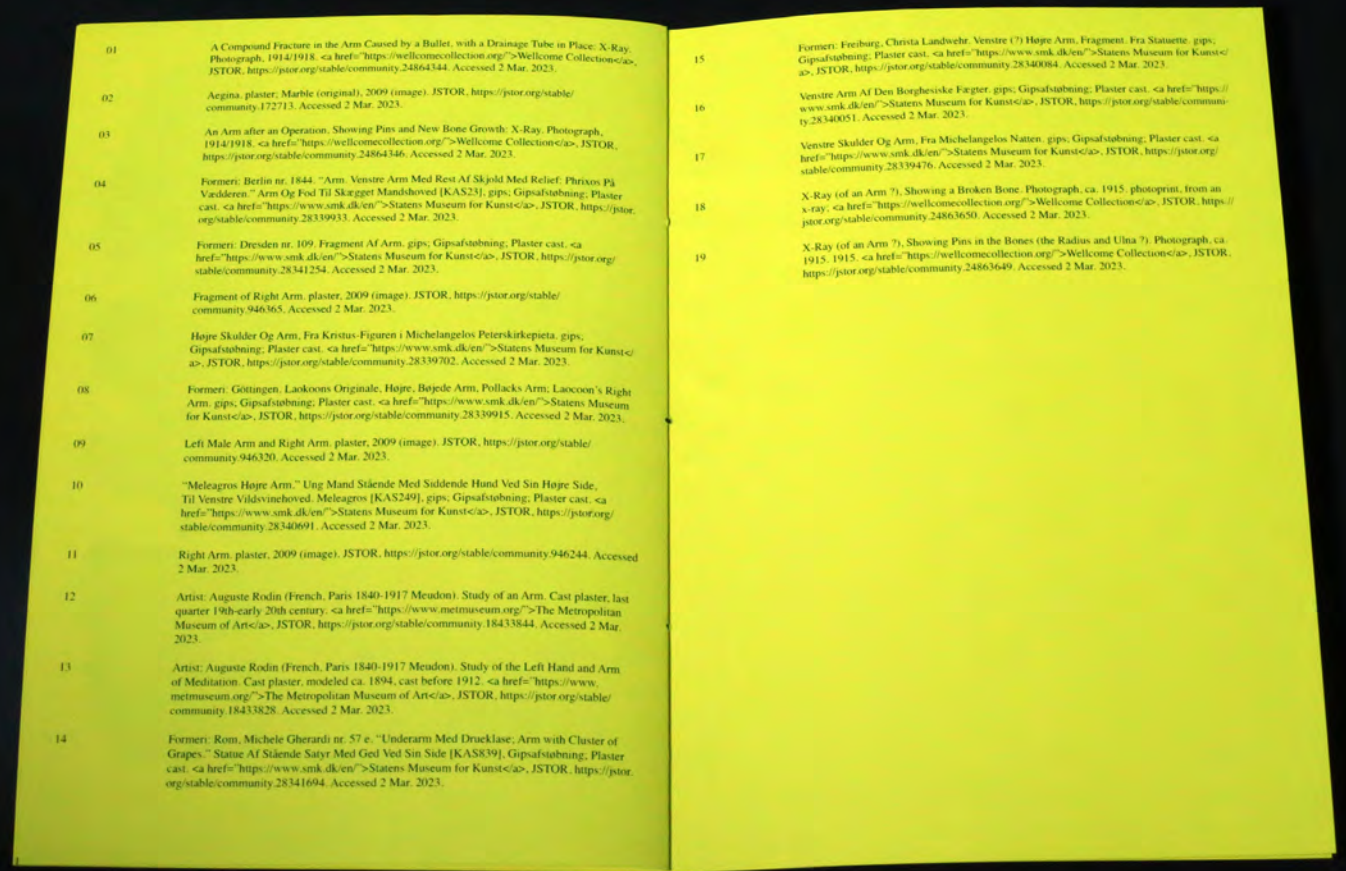 01
A Compound Fracture in the Arm Caused by a Bullet, with a Drainage Tube in Place: X-Ray.
Photograph, 1914/1918. <a href="https://wellcomecollection.org/">Wellcome Collection</a>,
JSTOR, https://jstor.org/stable/community.24864344. Accessed 2 Mar. 2023.
02
Aegina. plaster; Marble (original), 2009 (image). JSTOR, https://jstor.org/stable/
community.172713. Accessed 2 Mar. 2023.
03
An Arm after an Operation, Showing Pins and New Bone Growth: X-Ray. Photograph,
1914/1918. <a href="https://wellcomecollection.org/">Wellcome Collection</a>, JSTOR,
https://jstor.org/stable/community.24864346. Accessed 2 Mar. 2023.
04
Formeri: Berlin nr. 1844. "Arm. Venstre Arm Med Rest Af Skjold Med Relief: Phrixos På
Vædderen." Arm Og Fod Til Skægget Mandshoved [KAS23], gips; Gipsafstøbning; Plaster
cast. <a href="https://www.smk.dk/en/">Statens Museum for Kunst</a>, JSTOR, https://jstor.
org/stable/community.28339933. Accessed 2 Mar. 2023.
05
Formeri: Dresden nr. 109. Fragment Af Arm. gips; Gipsafstøbning; Plaster cast. <a
href="https://www.smk.dk/en/">Statens Museum for Kunst</a>, JSTOR, https://jstor.org/
stable/community.28341254. Accessed 2 Mar. 2023.
06
Fragment of Right Arm. plaster, 2009 (image). JSTOR, https://jstor.org/stable/
community.946365. Accessed 2 Mar. 2023.
07
Højre Skulder Og Arm, Fra Kristus-Figuren i Michelangelos Peterskirkepieta. gips;
Gipsafstøbning; Plaster cast. <a href="https://www.smk.dk/en/">Statens Museum for Kunst</
a>, JSTOR, https://jstor.org/stable/community.28339702. Accessed 2 Mar. 2023.
08
Formeri: Göttingen. Laokoons Originale, Højre, Bøjede Arm, Pollacks Arm; Laocoon's Right
Arm. gips; Gipsafstøbning; Plaster cast. <a href="https://www.smk.dk/en/">Statens Museum
for Kunst</a>, JSTOR, https://jstor.org/stable/community.28339915. Accessed 2 Mar. 2023.
09
Left Male Arm and Right Arm. plaster, 2009 (image). JSTOR, https://jstor.org/stable/
community.946320. Accessed 2 Mar. 2023.
10
"Meleagros Højre Arm." Ung Mand Stående Med Siddende Hund Ved Sin Højre Side,
Til Venstre Vildsvinehoved. Meleagros [KAS249], gips; Gipsafstøbning; Plaster cast. <a
href="https://www.smk.dk/en/">Statens Museum for Kunst</a>, JSTOR, https://jstor.org/
stable/community.28340691. Accessed 2 Mar. 2023.
11
Right Arm. plaster, 2009 (image). JSTOR, https://jstor.org/stable/community.946244. Accessed
2 Mar. 2023.
12
Artist: Auguste Rodin (French, Paris 1840-1917 Meudon). Study of an Arm. Cast plaster, last
quarter 19th-early 20th century. <a href="https://www.metmuseum.org/">The Metropolitan
Museum of Art</a>, JSTOR, https://jstor.org/stable/community.18433844. Accessed 2 Mar.
2023.
13
Artist: Auguste Rodin (French, Paris 1840-1917 Meudon). Study of the Left Hand and Arm
of Meditation. Cast plaster, modeled ca. 1894, cast before 1912. <a href="https://www.
metmuseum.org/">The Metropolitan Museum of Art</a>, JSTOR, https://jstor.org/stable/
community.18433828. Accessed 2 Mar. 2023.
14
Formeri: Rom, Michele Gherardi nr. 57 e. "Underarm Med Drueklase; Arm with Cluster of
Grapes." Statue Af Stående Satyr Med Ged Ved Sin Side [KAS839], Gipsafstøbning; Plaster
cast. <a href="https://www.smk.dk/en/">Statens Museum for Kunst</a>, JSTOR, https://jstor.
org/stable/community.28341694. Accessed 2 Mar. 2023.
15
Formeri: Freiburg, Christa Landwehr. Venstre (?) Højre Arm, Fragment. Fra Statuette. gips;
Gipsafstøbning; Plaster cast. <a href="https://www.smk.dk/en/">Statens Museum for Kunst</
a>, JSTOR, https://jstor.org/stable/community.28340084. Accessed 2 Mar. 2023.
16
Venstre Arm Af Den Borghesiske Fægter. gips; Gipsafstøbning; Plaster cast. <a href="https://
www.smk.dk/en/">Statens Museum for Kunst</a>, JSTOR, https://jstor.org/stable/communi-
ty.28340051. Accessed 2 Mar. 2023.
17
Venstre Skulder Og Arm, Fra Michelangelos Natten. gips; Gipsafstøbning; Plaster cast. <a
href="https://www.smk.dk/en/">Statens Museum for Kunst</a>, JSTOR, https://jstor.org/
stable/community.28339476. Accessed 2 Mar. 2023.
18
X-Ray (of an Arm ?), Showing a Broken Bone. Photograph, ca. 1915. photoprint, from an
x-ray; <a href="https://wellcomecollection.org/">Wellcome Collection</a>, JSTOR, https://
jstor.org/stable/community.24863650. Accessed 2 Mar. 2023.
19
X-Ray (of an Arm ?), Showing Pins in the Bones (the Radius and Ulna ?). Photograph, ca.
1915. 1915. <a href="https://wellcomecollection.org/">Wellcome Collection</a>, JSTOR,
https://jstor.org/stable/community.24863649. Accessed 2 Mar. 2023.